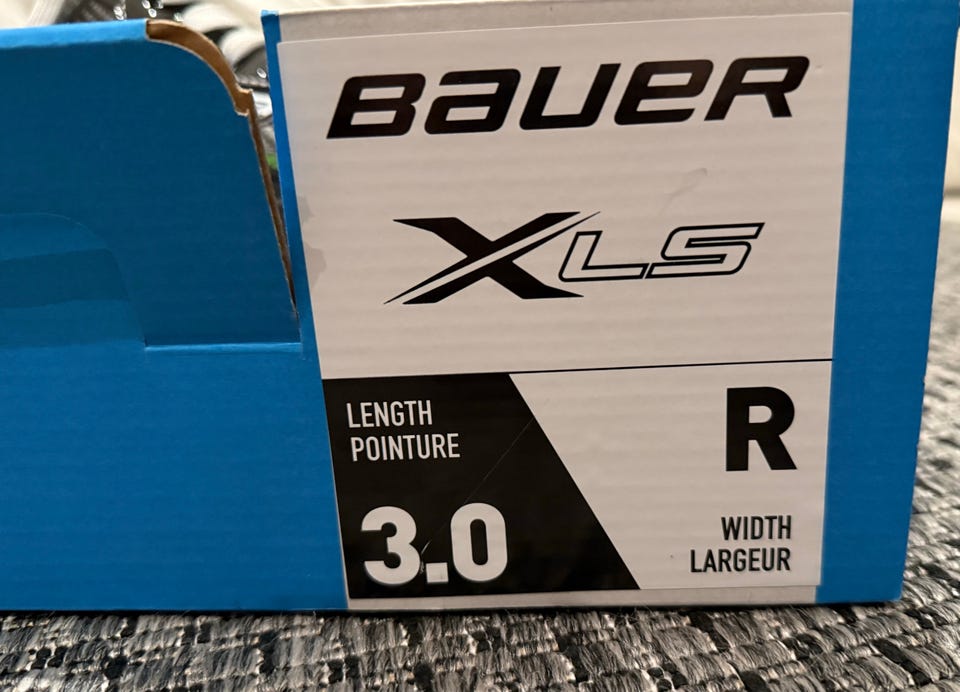 BAUER
XLS
LENGTH
POINTURE
3.0
R
WIDTH
LARGEUR